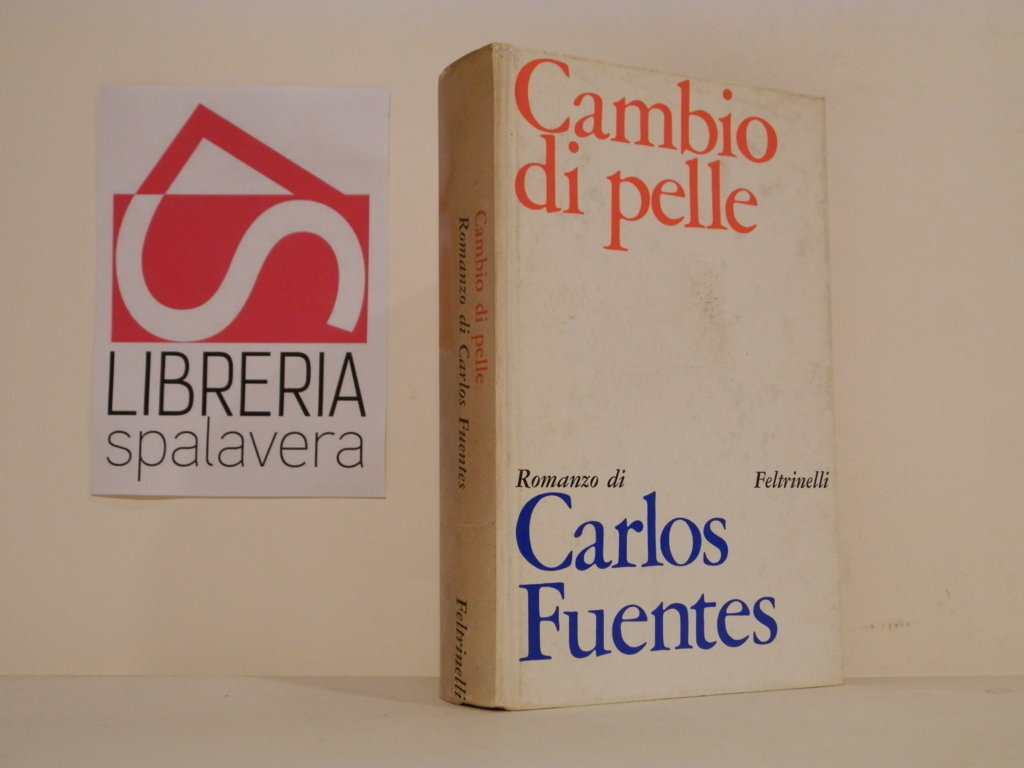 LIBRERIA
spalavera
Cambio di pelle
Romanzo di Carlos Fuentes
Feltrinelli
Cambio
di pelle
Romanzo di
Feltrinelli
Carlos
Fuentes